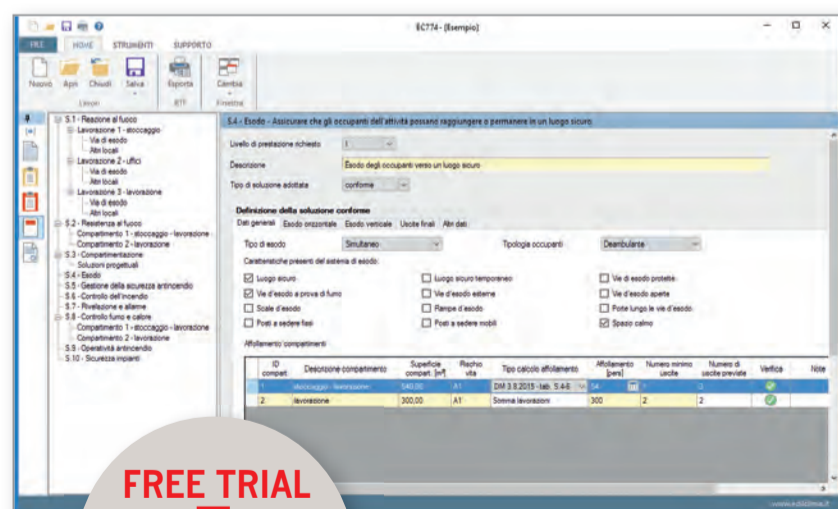 EC774 - [Esempio]
FILE HOME STRUMENTI SUPPORTO
Nuovo Apri Chiudi Salva Esporta Cambia
Lavori RTF Finestra
S.1 - Reazione al fuoco
Lavorazione 1 - stoccaggio
Vie di esodo
Altri locali
Lavorazione 2 - uffici
Vie di esodo
Altri locali
Lavorazione 3 - lavorazione
Vie di esodo
Altri locali
S.2 - Resistenza al fuoco
Compartimento 1 - stoccaggio - lavorazione
Compartimento 2 - lavorazione
S.3 - Compartimentazione
Soluzioni progettuali
S.4 - Esodo
S.5 - Gestione della sicurezza antincendio
S.6 - Controllo dell'incendio
S.7 - Rivelazione e allarme
S.8 - Controllo fumo e calore
Compartimento 1 - stoccaggio - lavorazione
Compartimento 2 - lavorazione
S.9 - Operatività antincendio
S.10 - Sicurezza impianti
S.4 - Esodo - Assicurare che gli occupanti dell'attività possano raggiungere o permanere in un luogo sicuro
Livello di prestazione richiesto I
Descrizione Esodo degli occupanti verso un luogo sicuro
Tipo di soluzione adottata conforme
Definizione della soluzione conforme
Dati generali Esodo orizzontale Esodo verticale Uscite finali Altri dati
Tipo di esodo Simultaneo Tipologia occupanti Deambulante
Caratteristiche presenti del sistema di esodo:
Luogo sicuro Luogo sicuro temporaneo Vie di esodo protette
Vie d'esodo a prova di fumo Vie d'esodo esterne Vie d'esodo aperte
Scale d'esodo Rampe d'esodo Porte lungo le vie d'esodo
Posti a sedere fissi Posti a sedere mobili Spazio calmo
Affollamento compartimenti
ID compart. Descrizione compartimento Superficie compart. [m²] Rischio vita Tipo calcolo affollamento Affollamento [pers] Numero minimo uscite Numero di uscite previste Verifica Note
1 stoccaggio - lavorazione 540,00 A1 DM 3.8.2015 - tab. S.4-6 54
2 lavorazione 300,00 A1 Somma lavorazioni 300 2 2
www.edilclima.it
FREE TRIAL